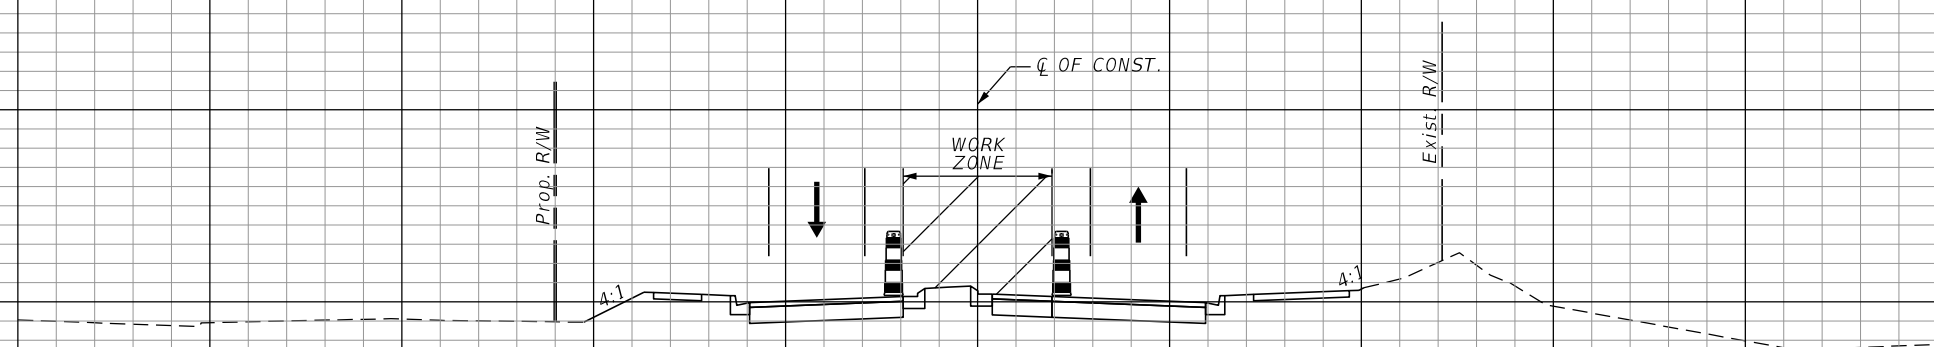 ℄ OF CONST.
Exist. R/W
Prop. R/W
WORK
ZONE
4:1
4:1